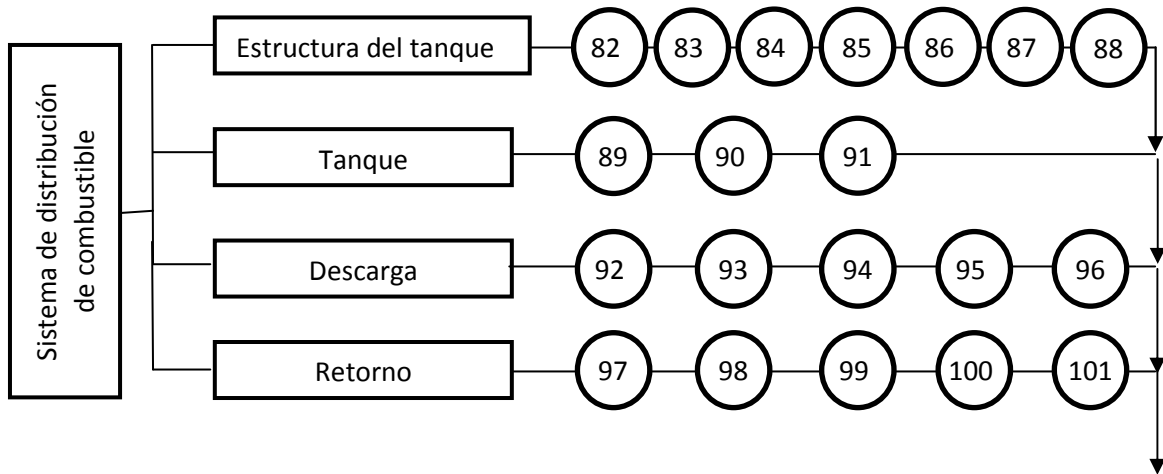 Sistema de distribución
de combustible
Estructura del tanque
82 83 84 85 86 87 88
Tanque
89 90 91
Descarga
92 93 94 95 96
Retorno
97 98 99 100 101